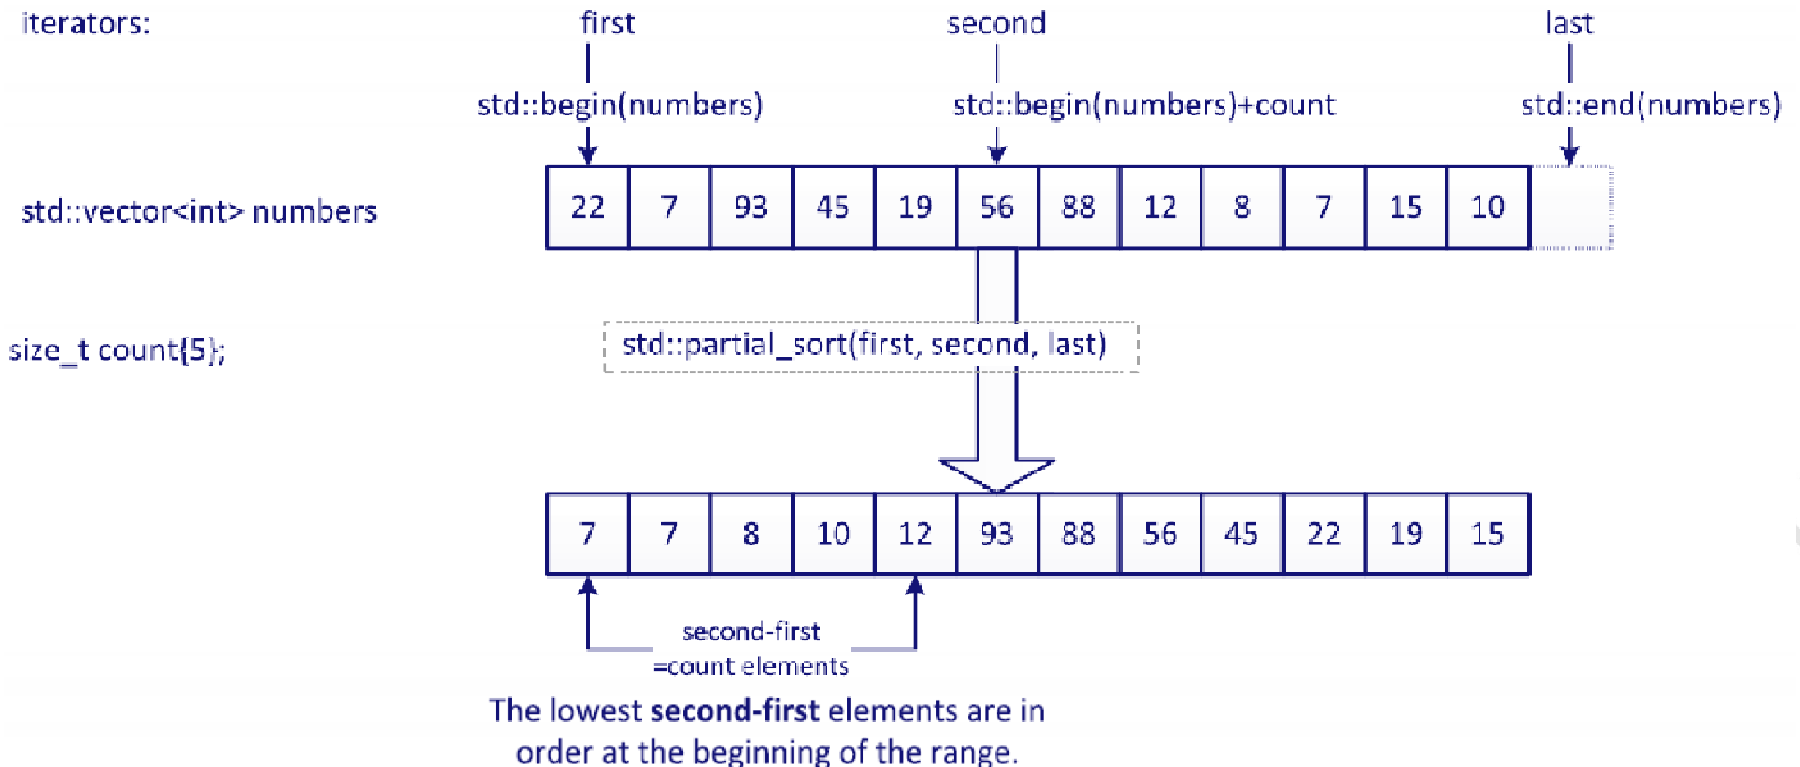 iterators: first second last
std::begin(numbers) std::begin(numbers)+count std::end(numbers)
std::vector<int> numbers 22 7 93 45 19 56 88 12 8 7 15 10
size_t count{5}; std::partial_sort(first, second, last)
7 7 8 10 12 93 88 56 45 22 19 15
second-first
=count elements
The lowest second-first elements are in
order at the beginning of the range.